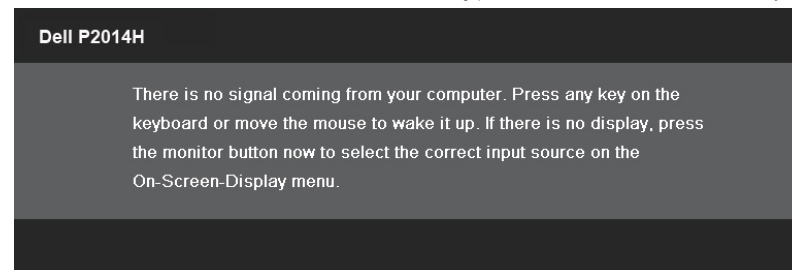 Dell P2014H
There is no signal coming from your computer. Press any key on the
keyboard or move the mouse to wake it up. If there is no display, press
the monitor button now to select the correct input source on the
On-Screen-Display menu.